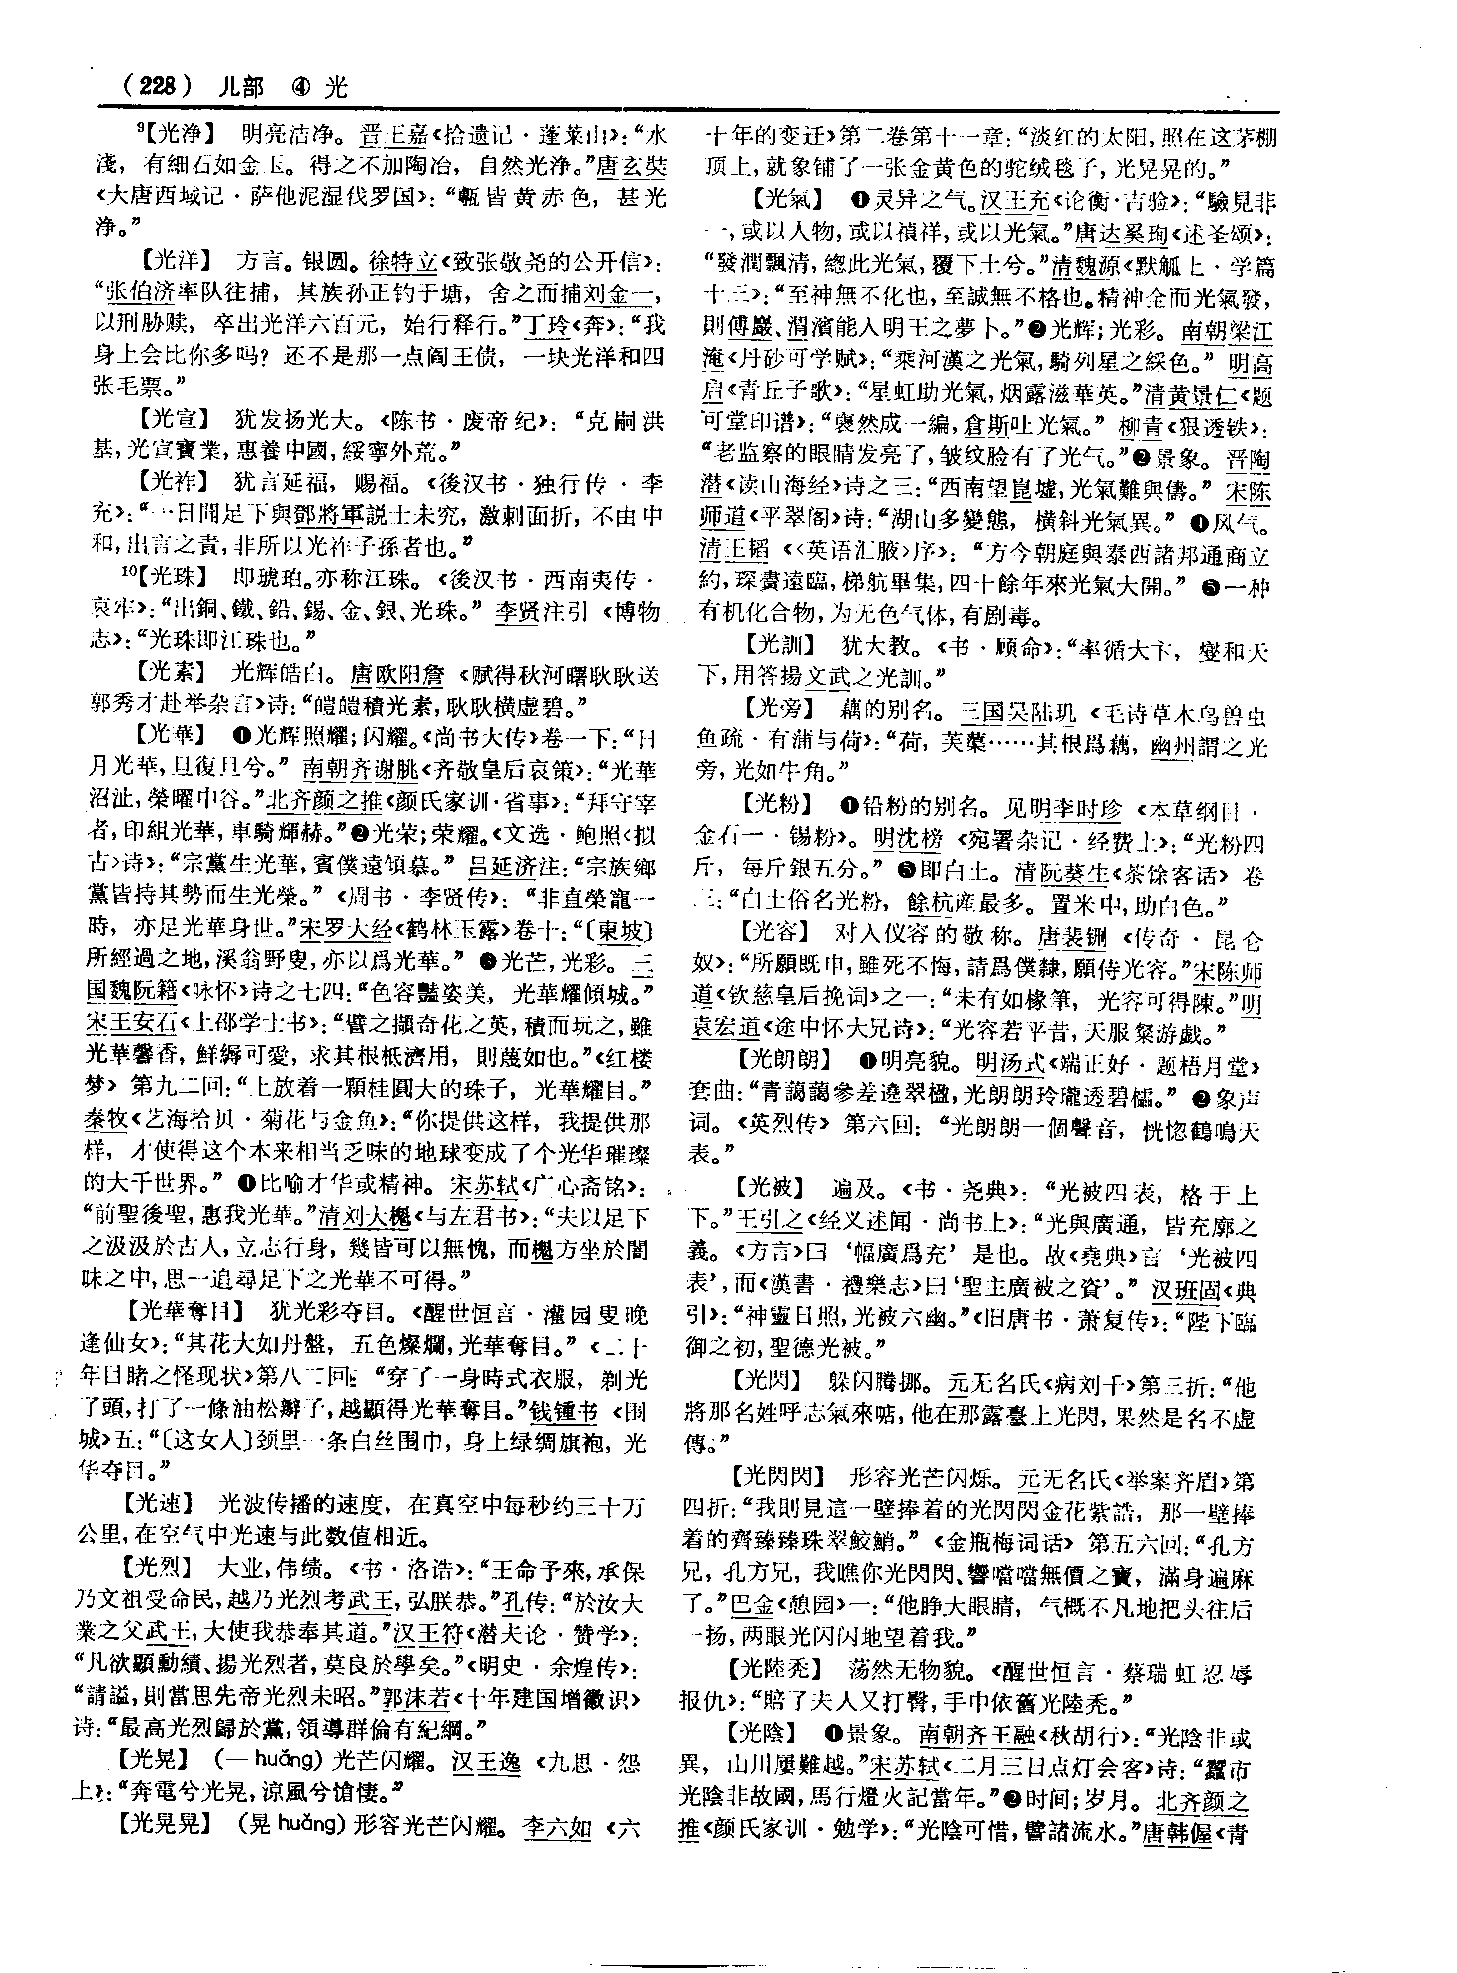 （228） 儿部 ④ 光
⁹【光净】 明亮洁净。晋王嘉《拾遗记·蓬莱山》：“水
淺，有細石如金玉。得之不加陶冶，自然光净。”唐玄奘
《大唐西域记·萨他泥湿伐罗国》：“甎皆黄赤色，甚光
净。”
【光洋】 方言。银圆。徐特立《致张敬尧的公开信》：
“张伯济率队往捕，其族孙正钓于塘，舍之而捕刘金一，
以刑胁赎，卒出光洋六百元，始行释行。”丁玲《奔》：“我
身上会比你多吗？还不是那一点阎王债，一块光洋和四
张毛票。”
【光宣】 犹发扬光大。《陈书·废帝纪》：“克嗣洪
基，光宣寶業，惠養中國，綏寧外荒。”
【光祚】 犹言延福，赐福。《後汉书·独行传·李
充》：“一日聞足下與鄧將軍説士未究，激刺面折，不由中
和，出言之責，非所以光祚子孫者也。”
¹⁰【光珠】 即琥珀。亦称江珠。《後汉书·西南夷传·
哀牢》：“出銅、鐵、鉛、錫、金、銀、光珠。”李贤注引《博物
志》：“光珠即江珠也。”
【光素】 光辉皓白。唐欧阳詹《赋得秋河曙耿耿送
郭秀才赴举杂言》诗：“皚皚積光素，耿耿横虚碧。”
【光華】 ❶光辉照耀；闪耀。《尚书大传》卷一下：“日
月光華，旦復旦兮。”南朝齐谢朓《齐敬皇后哀策》：“光華
沼沚，榮曜中谷。”北齐颜之推《颜氏家训·省事》：“拜守宰
者，印組光華，車騎輝赫。”❷光荣；荣耀。《文选·鲍照〈拟
古〉诗》：“宗黨生光華，賓僕遠傾慕。”吕延济注：“宗族鄉
黨皆持其勢而生光榮。”《周书·李贤传》：“非直榮寵一
時，亦足光華身世。”宋罗大经《鹤林玉露》卷十：“〔東坡〕
所經過之地，溪翁野叟，亦以爲光華。”❸光芒，光彩。三
国魏阮籍《咏怀》诗之七四：“色容豔姿美，光華耀傾城。”
宋王安石《上邵学士书》：“譬之擷奇花之英，積而玩之，雖
光華馨香，鮮縟可愛，求其根柢濟用，則蔑如也。”《红楼
梦》第九二回：“上放着一顆桂圓大的珠子，光華耀目。”
秦牧《艺海拾贝·菊花与金鱼》：“你提供这样，我提供那
样，才使得这个本来相当乏味的地球变成了个光华璀璨
的大千世界。”❹比喻才华或精神。宋苏轼《广心斋铭》：
“前聖後聖，惠我光華。”清刘大櫆《与左君书》：“夫以足下
之汲汲於古人，立志行身，幾皆可以無愧，而櫆方坐於闇
昧之中，思一追尋足下之光華不可得。”
【光華奪目】 犹光彩夺目。《醒世恒言·灌园叟晚
逢仙女》：“其花大如丹盤，五色燦爛，光華奪目。”《二十
年目睹之怪现状》第八一回：“穿了一身時式衣服，剃光
了頭，打了一條油松辮子，越顯得光華奪目。”钱锺书《围
城》五：“〔这女人〕颈里一条白丝围巾，身上绿绸旗袍，光
华夺目。”
【光速】 光波传播的速度，在真空中每秒约三十万
公里，在空气中光速与此数值相近。
【光烈】 大业，伟绩。《书·洛诰》：“王命予來，承保
乃文祖受命民，越乃光烈考武王，弘朕恭。”孔传：“於汝大
業之父武王，大使我恭奉其道。”汉王符《潜夫论·赞学》：
“凡欲顯勳績、揚光烈者，莫良於學矣。”《明史·余煌传》：
“請謚，則當思先帝光烈未昭。”郭沫若《十年建国增徽识》
诗：“最高光烈歸於黨，領導群倫有紀綱。”
【光晃】 （—huǎng）光芒闪耀。汉王逸《九思·怨
上》：“奔電兮光晃，涼風兮愴悽。”
【光晃晃】 （晃huǎng）形容光芒闪耀。李六如《六
十年的变迁》第二卷第十一章：“淡红的太阳，照在这茅棚
顶上，就象铺了一张金黄色的驼绒毯子，光晃晃的。”
【光氣】 ❶灵异之气。汉王充《论衡·吉验》：“驗見非
一，或以人物，或以禎祥，或以光氣。”唐达奚珣《述圣颂》：
“發潤飄清，總此光氣，覆下土兮。”清魏源《默觚上·学篇
十三》：“至神無不化也，至誠無不格也。精神全而光氣發，
則傅巖、渭濱能入明王之夢卜。”❷光辉；光彩。南朝梁江
淹《丹砂可学赋》：“乘河漢之光氣，騎列星之綵色。”明高
启《青丘子歌》：“星虹助光氣，烟露滋華英。”清黄景仁《题
可堂印谱》：“褎然成一編，倉斯吐光氣。”柳青《狠透铁》：
“老监察的眼睛发亮了，皱纹脸有了光气。”❸景象。晋陶
潜《读山海经》诗之三：“西南望崑墟，光氣難與儔。”宋陈
师道《平翠阁》诗：“湖山多變態，横斜光氣異。”❹风气。
清王韬《〈英语汇腋〉序》：“方今朝庭與泰西諸邦通商立
約，琛賮遠臨，梯航畢集，四十餘年來光氣大開。”❺一种
有机化合物，为无色气体，有剧毒。
【光訓】 犹大教。《书·顾命》：“率循大卞，燮和天
下，用答揚文武之光訓。”
【光旁】 藕的别名。三国吴陆玑《毛诗草木鸟兽虫
鱼疏·有蒲与荷》：“荷，芙蕖……其根爲藕，幽州謂之光
旁，光如牛角。”
【光粉】 ❶铅粉的别名。见明李时珍《本草纲目·
金石一·锡粉》。明沈榜《宛署杂记·经费上》：“光粉四
斤，每斤銀五分。”❷即白土。清阮葵生《茶馀客话》卷
三：“白土俗名光粉，餘杭産最多。置米中，助白色。”
【光容】 对人仪容的敬称。唐裴铏《传奇·昆仑
奴》：“所願既申，雖死不悔，請爲僕隸，願侍光容。”宋陈师
道《钦慈皇后挽词》之一：“未有如椽筆，光容可得陳。”明
袁宏道《途中怀大兄诗》：“光容若平昔，天服粲游戲。”
【光朗朗】 ❶明亮貌。明汤式《端正好·题梧月堂》
套曲：“青藹藹參差遶翠楹，光朗朗玲瓏透碧櫺。”❷象声
词。《英烈传》第六回：“光朗朗一個聲音，恍惚鶴鳴天
表。”
【光被】 遍及。《书·尧典》：“光被四表，格于上
下。”王引之《经义述闻·尚书上》：“光與廣通，皆充廓之
義。《方言》曰‘幅廣爲充’是也。故《堯典》言‘光被四
表’，而《漢書·禮樂志》曰‘聖主廣被之資’。”汉班固《典
引》：“神靈日照，光被六幽。”《旧唐书·萧复传》：“陛下臨
御之初，聖德光被。”
【光閃】 躲闪腾挪。元无名氏《病刘千》第三折：“他
將那名姓呼志氣來㗖，他在那露臺上光閃，果然是名不虚
傳。”
【光閃閃】 形容光芒闪烁。元无名氏《举案齐眉》第
四折：“我則見這一壁捧着的光閃閃金花紫誥，那一壁捧
着的齊臻臻珠翠鮫鮹。”《金瓶梅词话》第五六回：“孔方
兄，孔方兄，我瞧你光閃閃、響噹噹無價之寶，滿身遍麻
了。”巴金《憩园》一：“他睁大眼睛，气概不凡地把头往后
一扬，两眼光闪闪地望着我。”
【光陸禿】 荡然无物貌。《醒世恒言·蔡瑞虹忍辱
报仇》：“賠了夫人又打臀，手中依舊光陸禿。”
【光陰】 ❶景象。南朝齐王融《秋胡行》：“光陰非或
異，山川屢難越。”宋苏轼《二月三日点灯会客》诗：“蠶市
光陰非故國，馬行燈火記當年。”❷时间；岁月。北齐颜之
推《颜氏家训·勉学》：“光陰可惜，譬諸流水。”唐韩偓《青